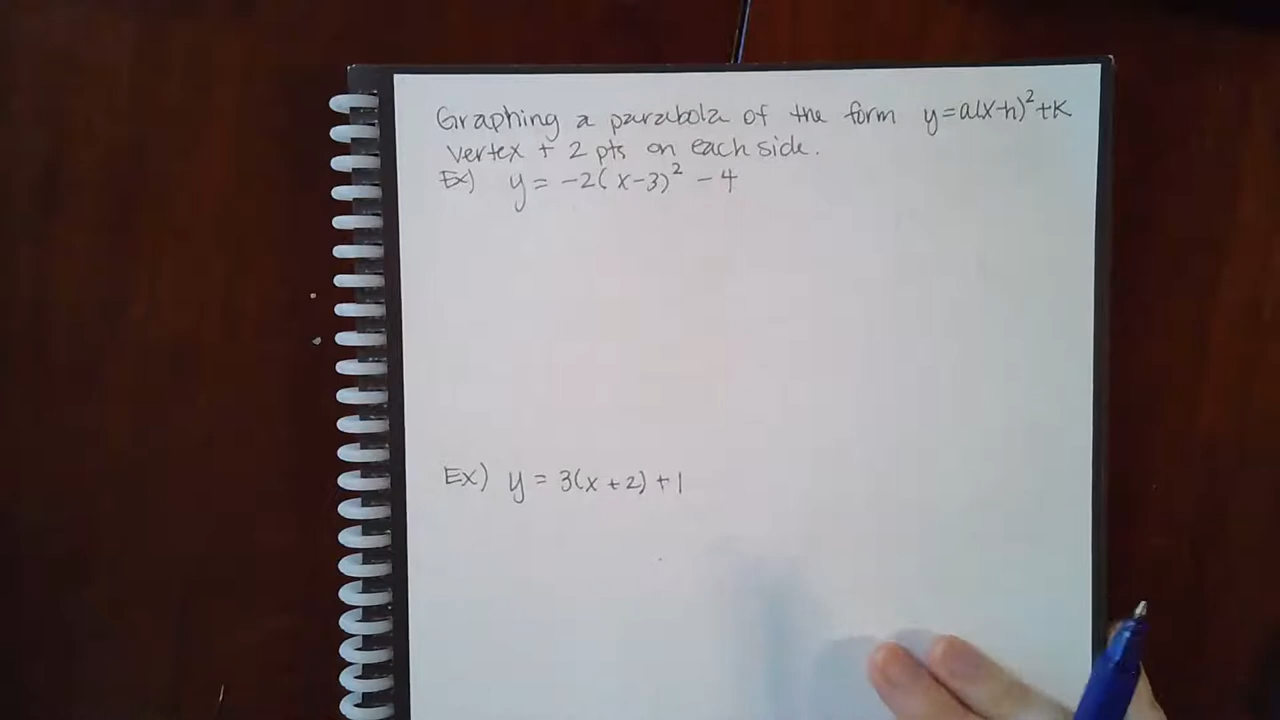 Graphing a parabola of the form y=a(x-h)²+k
vertex + 2 pts on each side.
Ex) y = -2(x-3)² - 4
Ex) y = 3(x+2)+1